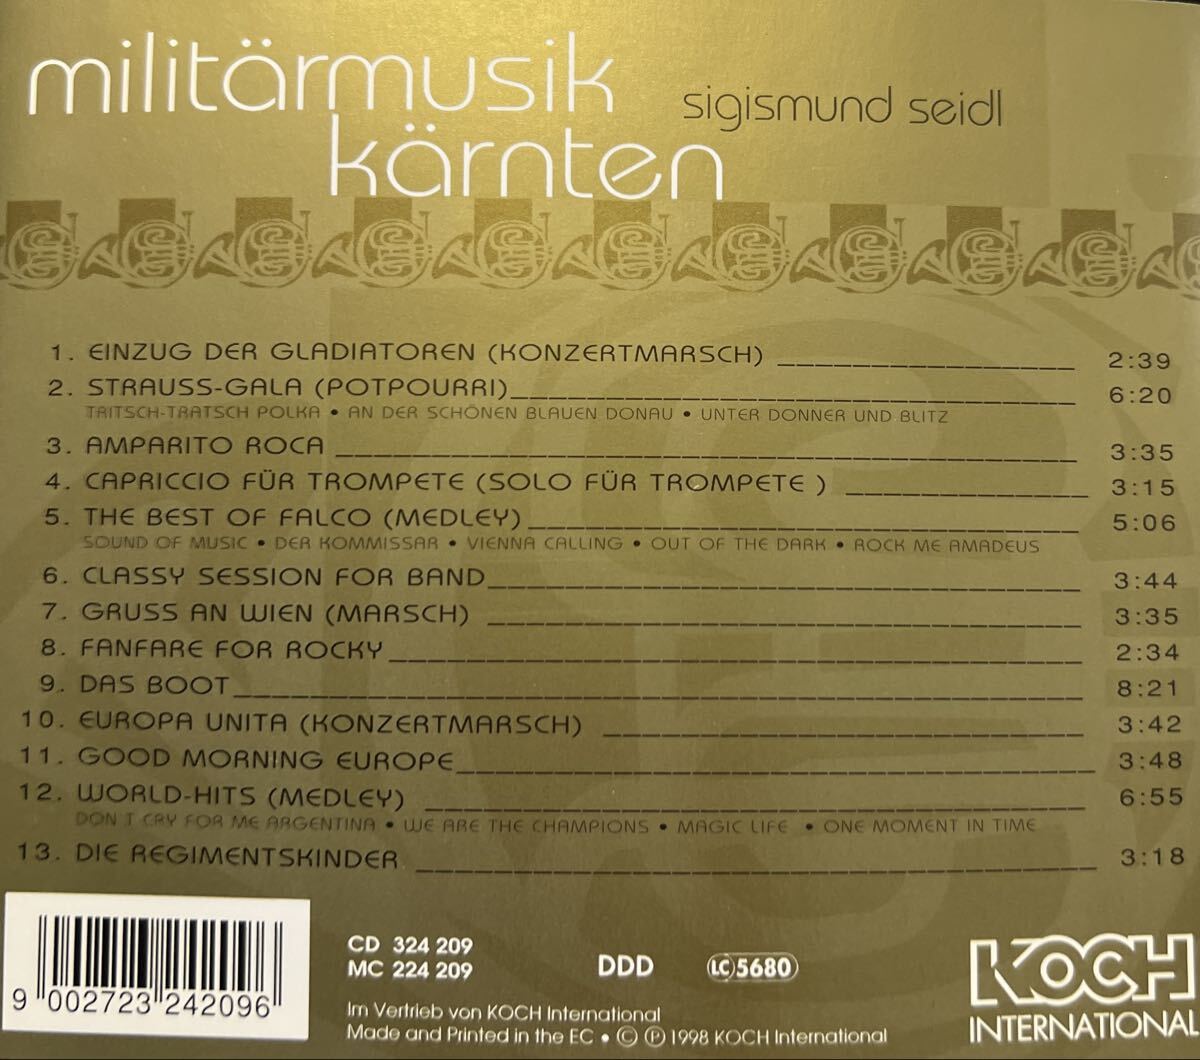 militärmusik
kärnten
sigismund seidl
1. EINZUG DER GLADIATOREN (KONZERTMARSCH) 2:39
2. STRAUSS-GALA (POTPOURRI) 6:20
TRITSCH-TRATSCH POLKA • AN DER SCHÖNEN BLAUEN DONAU • UNTER DONNER UND BLITZ
3. AMPARITO ROCA 3:35
4. CAPRICCIO FÜR TROMPETE (SOLO FÜR TROMPETE ) 3:15
5. THE BEST OF FALCO (MEDLEY) 5:06
SOUND OF MUSIC • DER KOMMISSAR • VIENNA CALLING • OUT OF THE DARK • ROCK ME AMADEUS
6. CLASSY SESSION FOR BAND 3:44
7. GRUSS AN WIEN (MARSCH) 3:35
8. FANFARE FOR ROCKY 2:34
9. DAS BOOT 8:21
10. EUROPA UNITA (KONZERTMARSCH) 3:42
11. GOOD MORNING EUROPE 3:48
12. WORLD-HITS (MEDLEY) 6:55
DON T CRY FOR ME ARGENTINA • WE ARE THE CHAMPIONS • MAGIC LIFE • ONE MOMENT IN TIME
13. DIE REGIMENTSKINDER 3:18
9 002723 242096
CD 324 209
MC 224 209
DDD
LC 5680
Im Vertrieb von KOCH International
Made and Printed in the EC • © ℗ 1998 KOCH International
KOCH
INTERNATIONAL